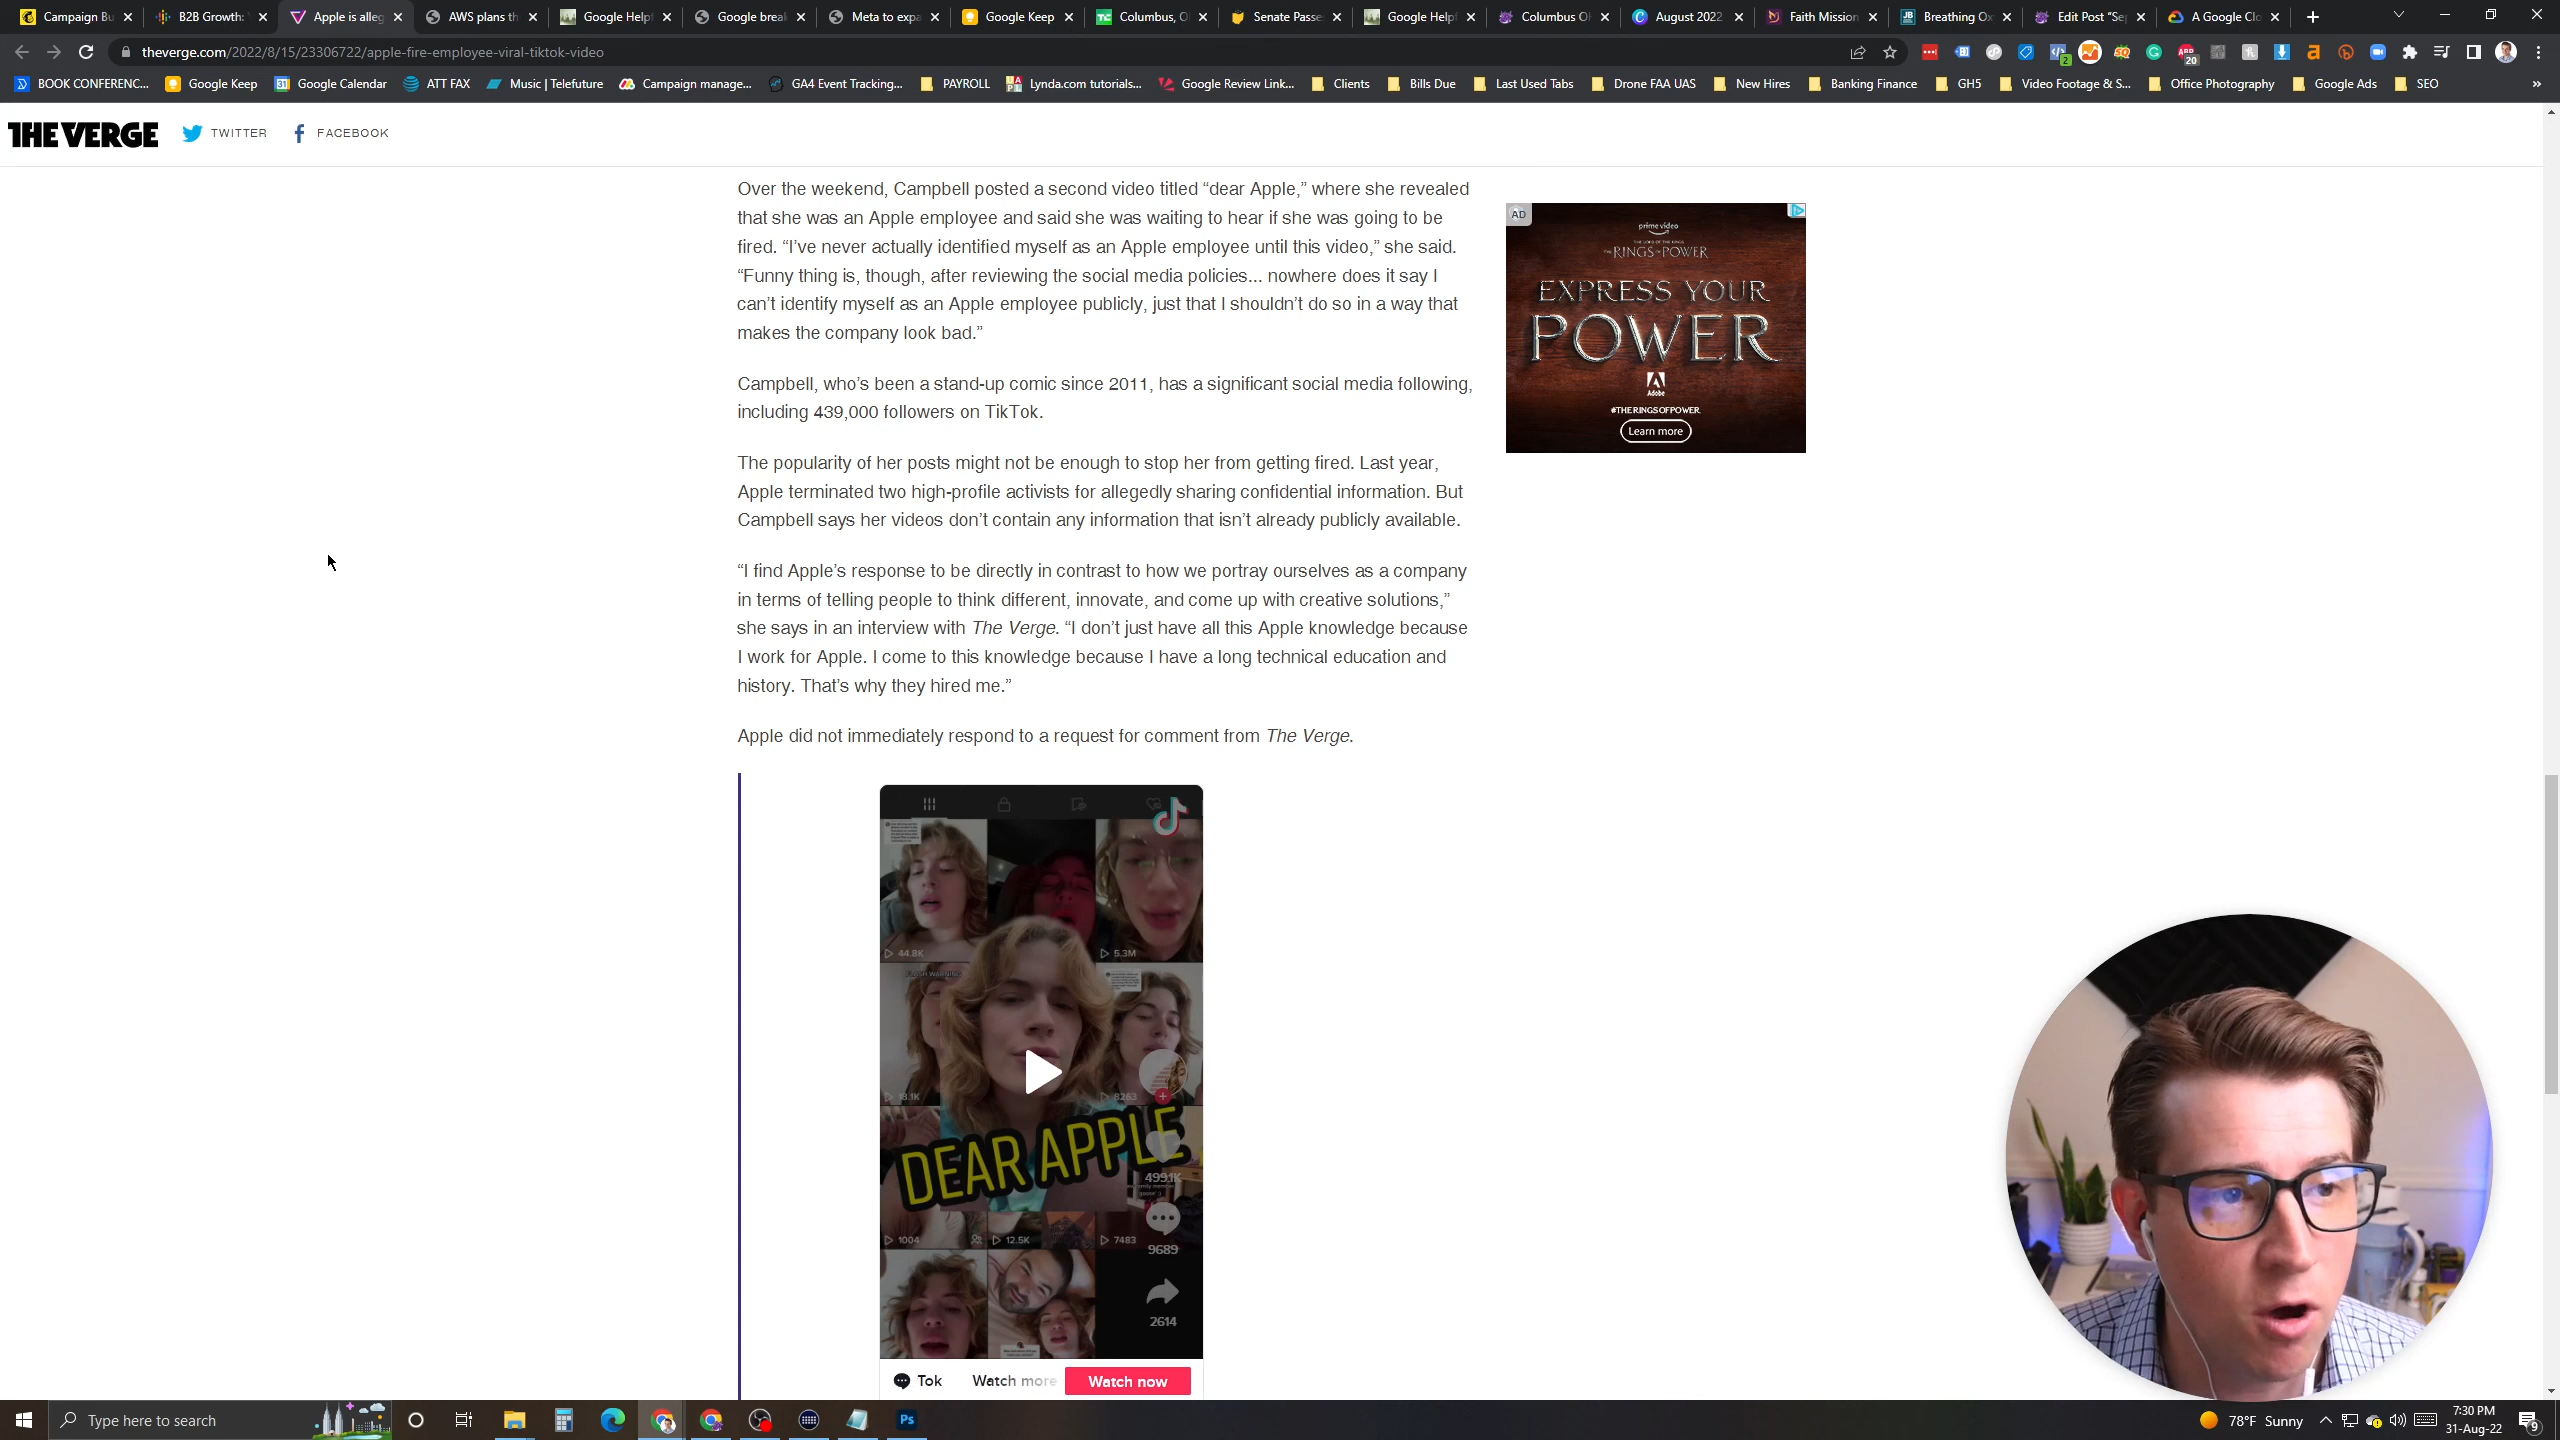 Campaign Bu
B2B Growth:
Apple is alleg
AWS plans th
Google Helpf
Google breal
Meta to expa
Google Keep
Columbus, O
Senate Passe
Google Helpf
Columbus OH
August 2022
Faith Mission
Breathing Ox
Edit Post "Se
A Google Clo
theverge.com/2022/8/15/23306722/apple-fire-employee-viral-tiktok-video
BOOK CONFERENC...
Google Keep
Google Calendar
ATT FAX
Music | Telefuture
Campaign manage...
GA4 Event Tracking...
PAYROLL
Lynda.com tutorials...
Google Review Link...
Clients
Bills Due
Last Used Tabs
Drone FAA UAS
New Hires
Banking Finance
GH5
Video Footage & S...
Office Photography
Google Ads
SEO
THE VERGE
TWITTER
FACEBOOK
Over the weekend, Campbell posted a second video titled “dear Apple,” where she revealed
that she was an Apple employee and said she was waiting to hear if she was going to be
fired. “I’ve never actually identified myself as an Apple employee until this video,” she said.
“Funny thing is, though, after reviewing the social media policies... nowhere does it say I
can’t identify myself as an Apple employee publicly, just that I shouldn’t do so in a way that
makes the company look bad.”
Campbell, who’s been a stand-up comic since 2011, has a significant social media following,
including 439,000 followers on TikTok.
The popularity of her posts might not be enough to stop her from getting fired. Last year,
Apple terminated two high-profile activists for allegedly sharing confidential information. But
Campbell says her videos don’t contain any information that isn’t already publicly available.
“I find Apple’s response to be directly in contrast to how we portray ourselves as a company
in terms of telling people to think different, innovate, and come up with creative solutions,”
she says in an interview with The Verge. “I don’t just have all this Apple knowledge because
I work for Apple. I come to this knowledge because I have a long technical education and
history. That’s why they hired me.”
Apple did not immediately respond to a request for comment from The Verge.
AD
prime video
THE LORD OF THE RINGS
THE RINGS OF POWER
EXPRESS YOUR
POWER
Adobe
#THERINGSOFPOWER
Learn more
44.8K
5.3M
FLASH WARNING
18.1K
8263
DEAR APPLE
499.1K
1004
12.5K
7483
9689
2614
Tok
Watch more
Watch now
Type here to search
78°F Sunny
7:30 PM
31-Aug-22
9